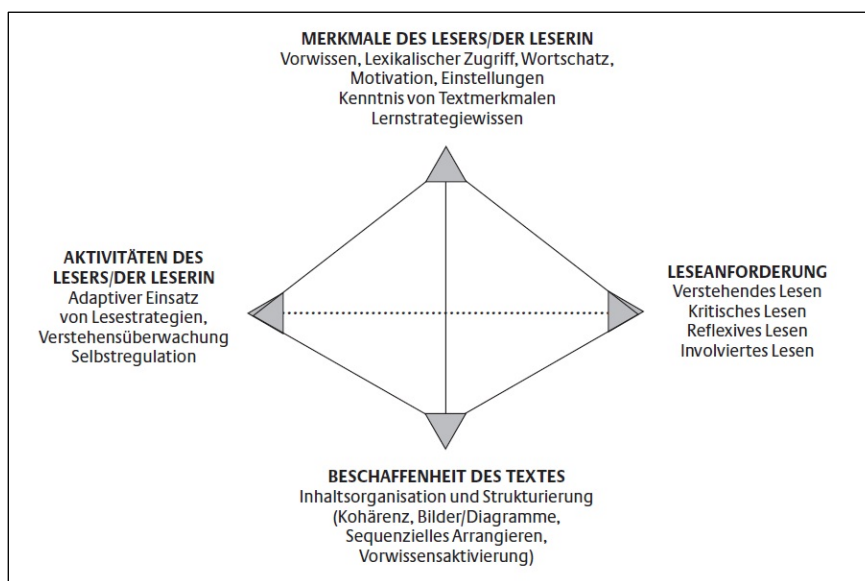 MERKMALE DES LESERS/DER LESERIN
Vorwissen, Lexikalischer Zugriff, Wortschatz,
Motivation, Einstellungen
Kenntnis von Textmerkmalen
Lernstrategiewissen
AKTIVITÄTEN DES
LESERS/DER LESERIN
Adaptiver Einsatz
von Lesestrategien,
Verstehensüberwachung
Selbstregulation
LESEANFORDERUNG
Verstehendes Lesen
Kritisches Lesen
Reflexives Lesen
Involviertes Lesen
BESCHAFFENHEIT DES TEXTES
Inhaltsorganisation und Strukturierung
(Kohärenz, Bilder/Diagramme,
Sequenzielles Arrangieren,
Vorwissensaktivierung)